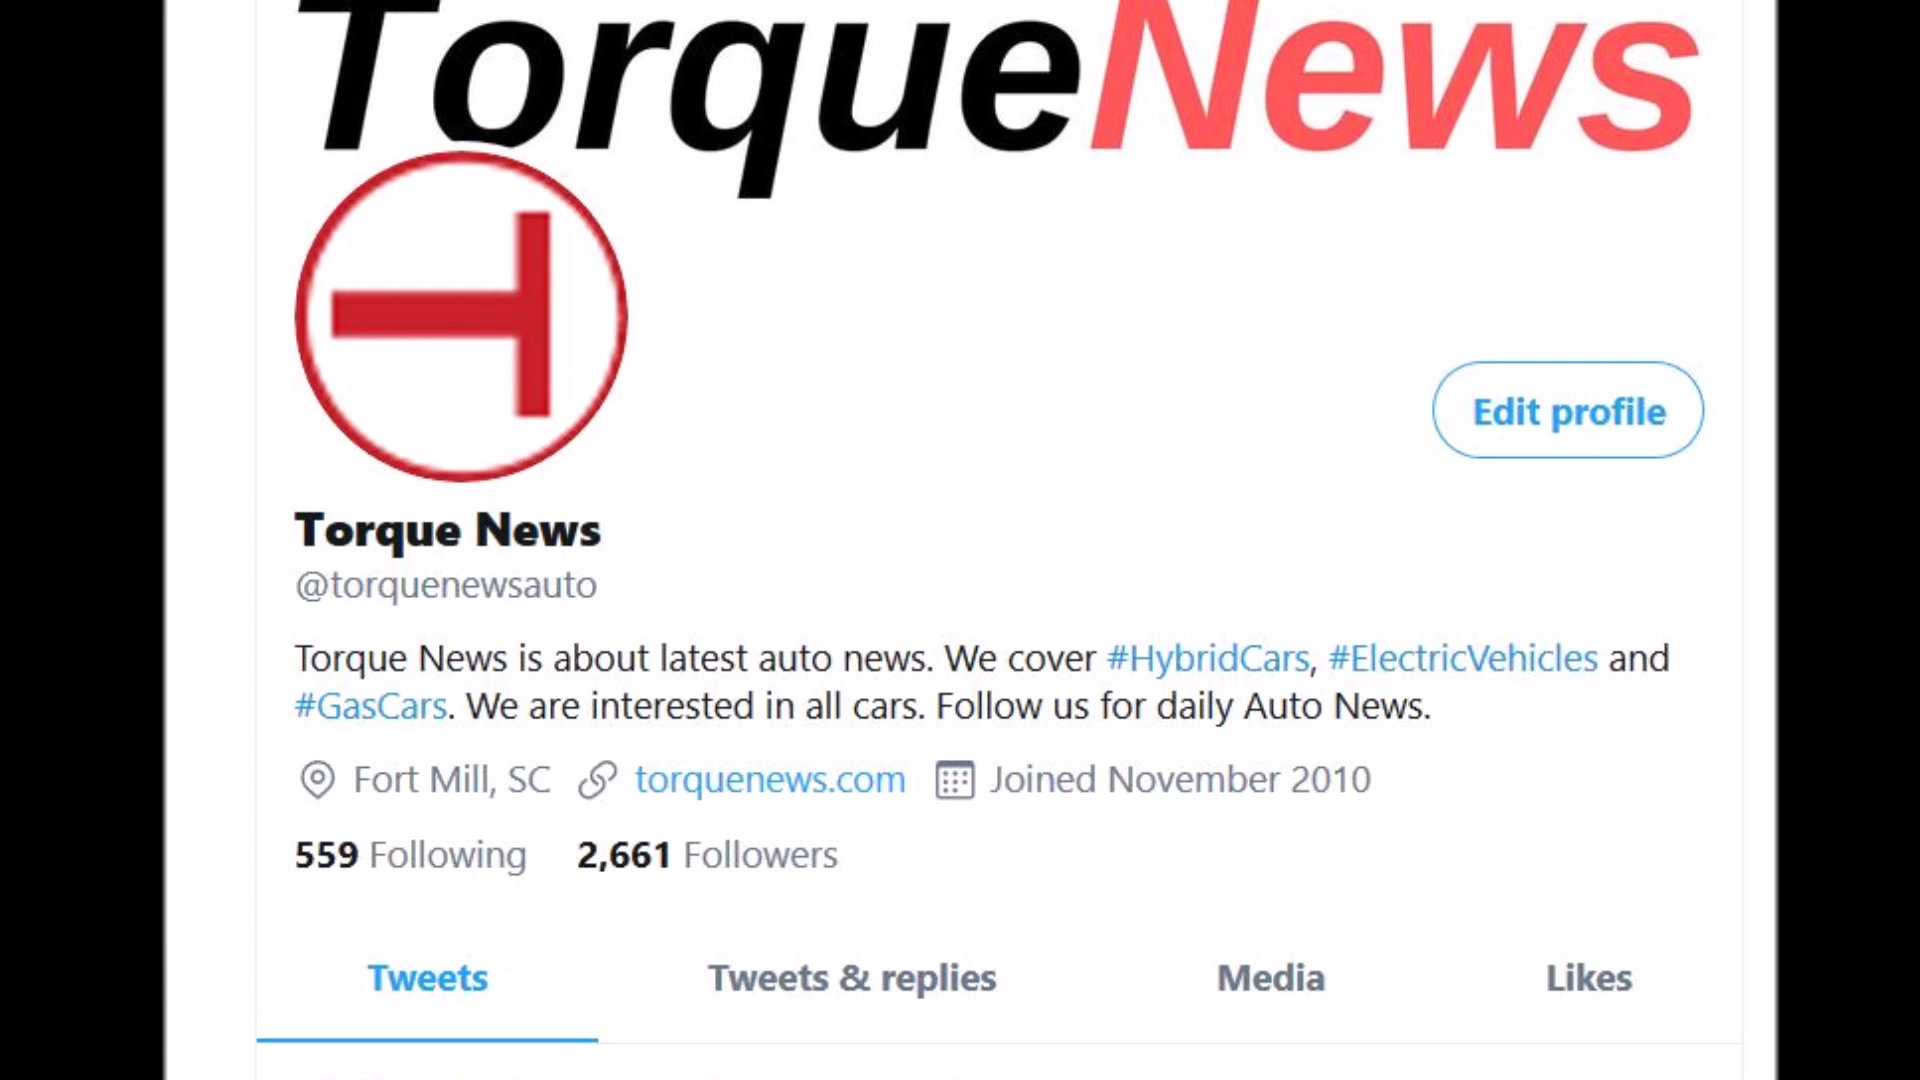 TorqueNews
T
Edit profile
Torque News
@torquenewsauto
Torque News is about latest auto news. We cover #HybridCars, #ElectricVehicles and
#GasCars. We are interested in all cars. Follow us for daily Auto News.
Fort Mill, SC torquenews.com Joined November 2010
559 Following 2,661 Followers
Tweets Tweets & replies Media Likes